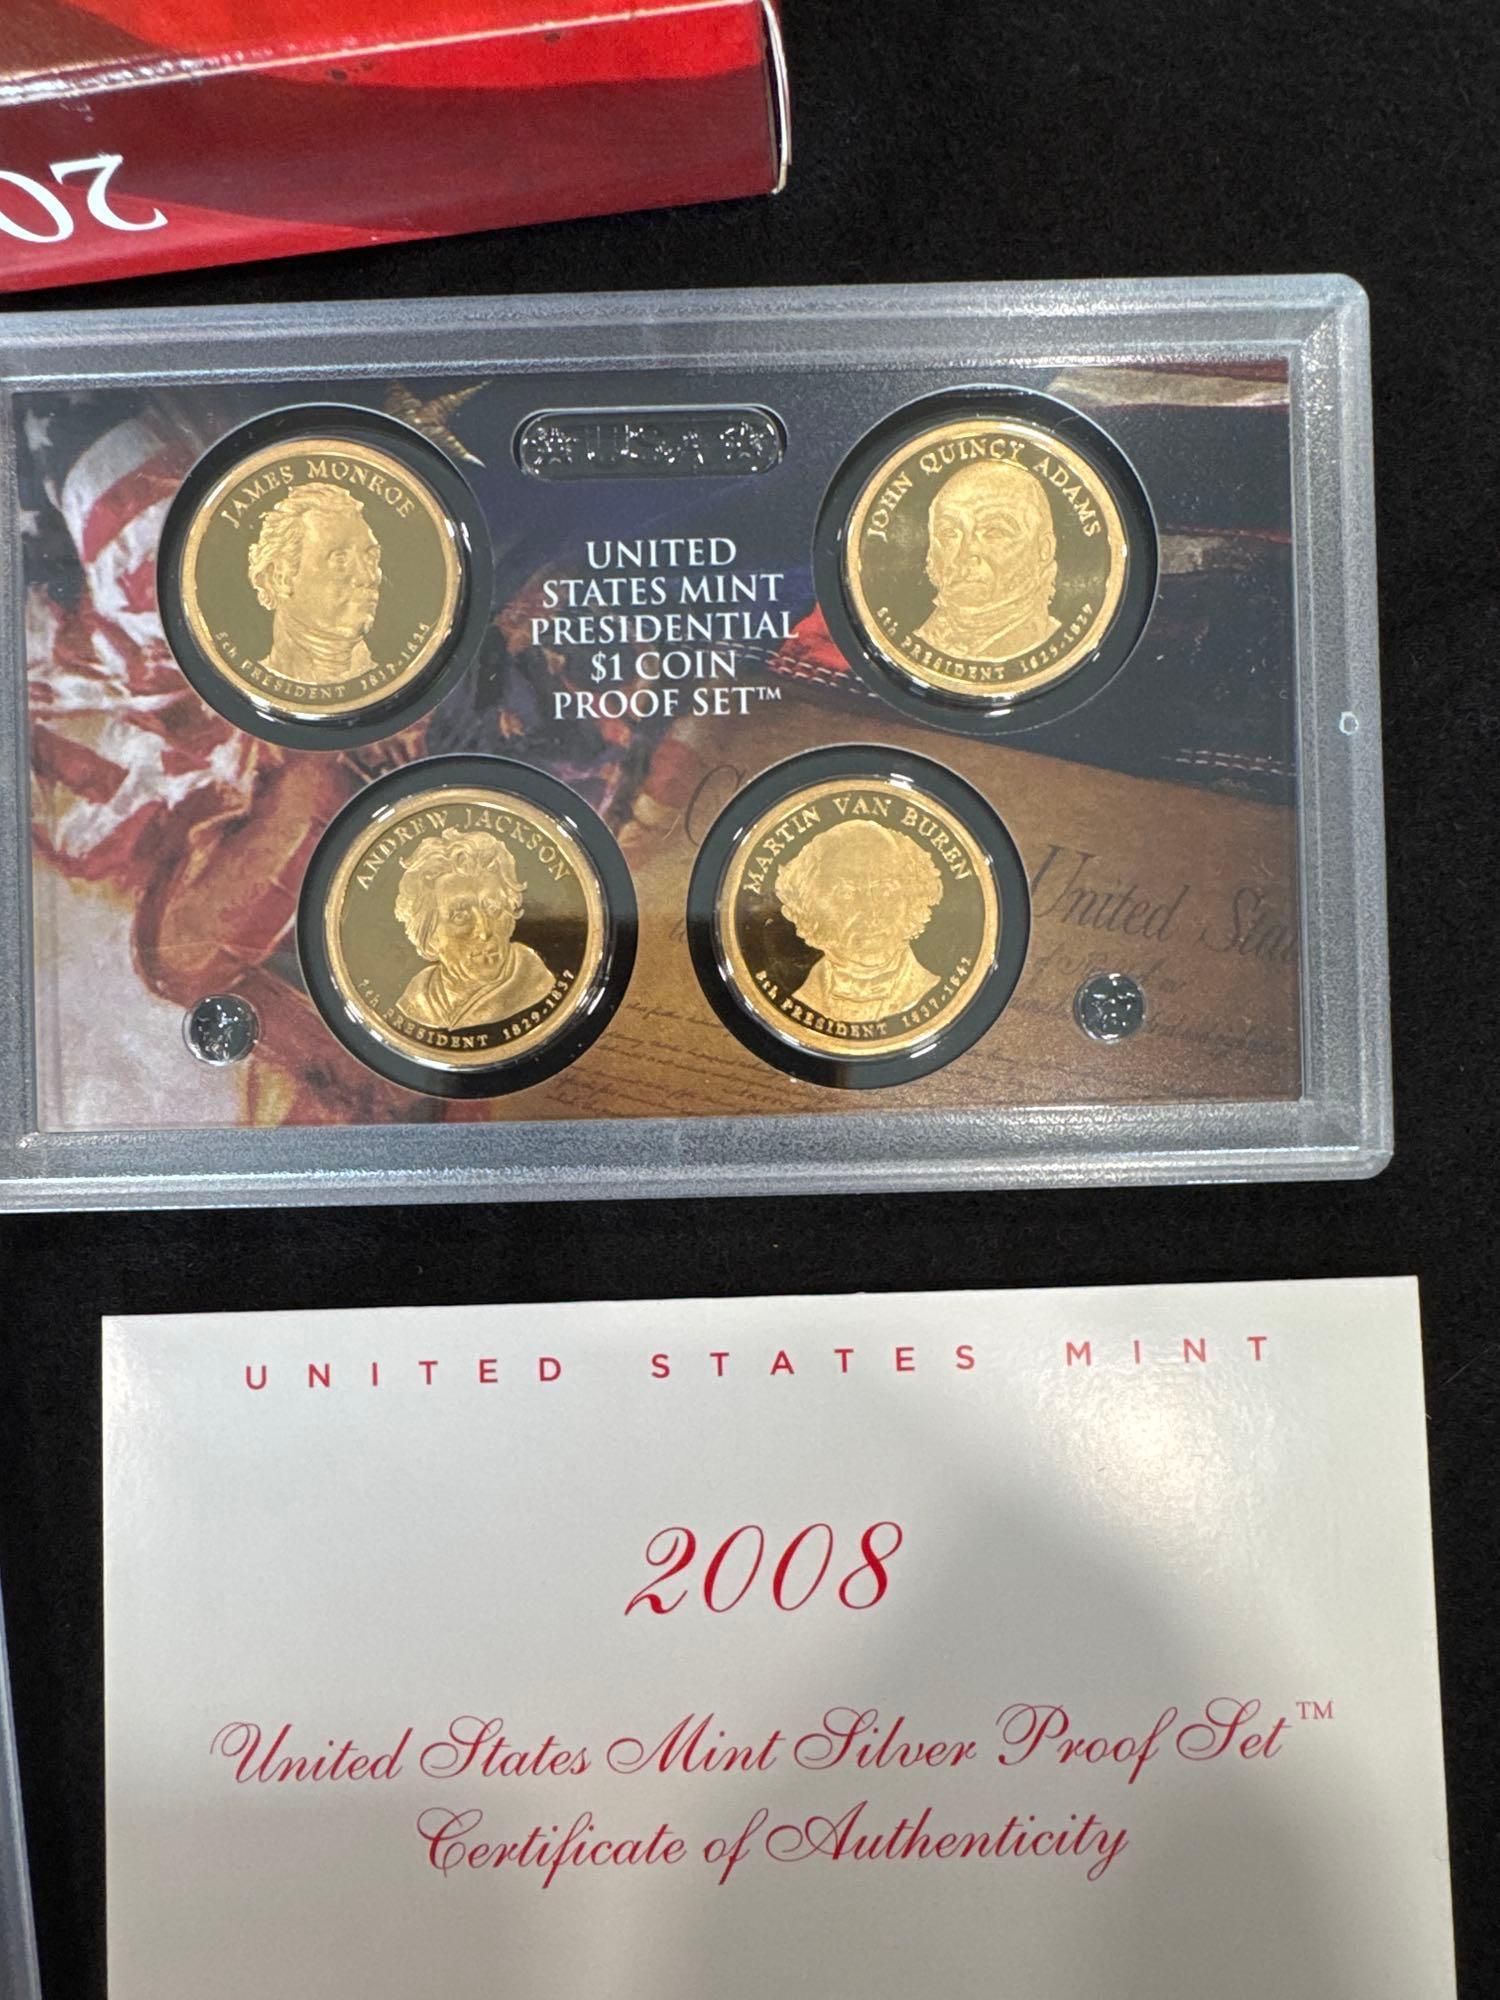 20
JAMES MONROE
5th PRESIDENT 1817-1825
USA
JOHN QUINCY ADAMS
6th PRESIDENT 1825-1829
UNITED
STATES MINT
PRESIDENTIAL
$1 COIN
PROOF SET™
ANDREW JACKSON
7th PRESIDENT 1829-1837
MARTIN VAN BUREN
8th PRESIDENT 1837-1841
United Sta
UNITED STATES MINT
2008
United States Mint Silver Proof Set™
Certificate of Authenticity